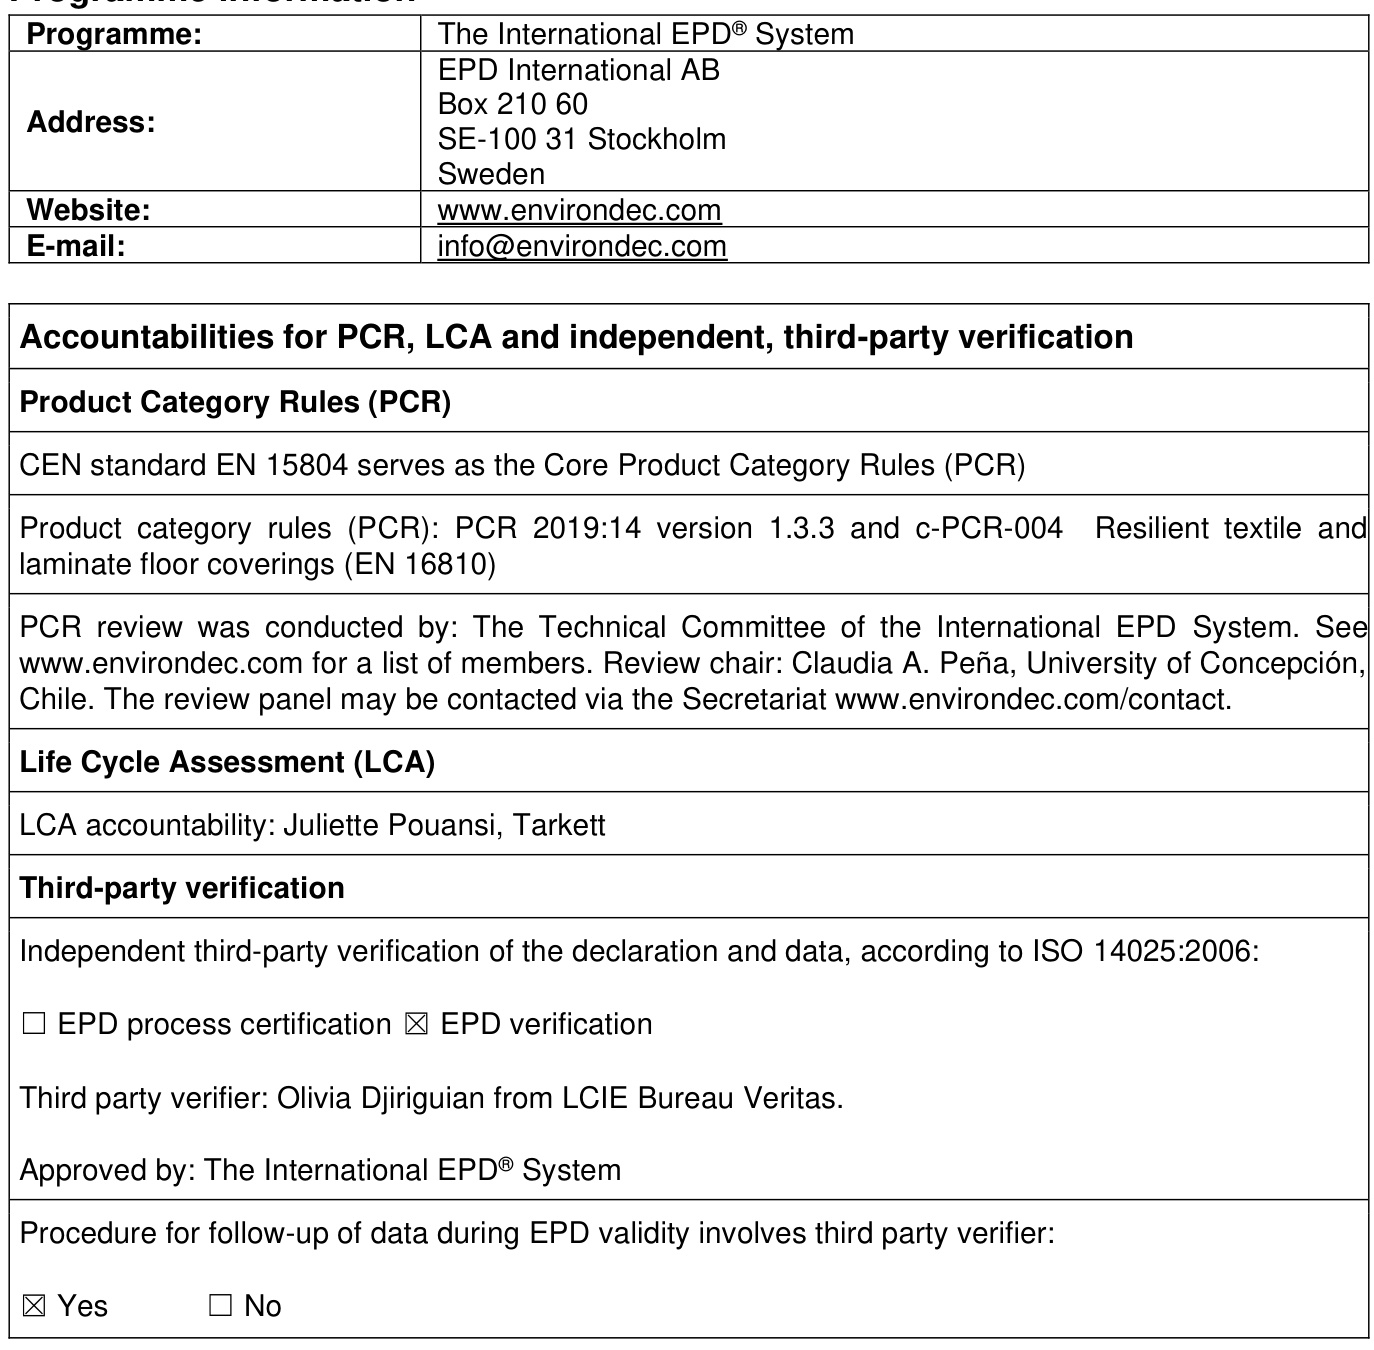 Programme information
Programme:
The International EPD® System
Address:
EPD International AB
Box 210 60
SE-100 31 Stockholm
Sweden
Website:
www.environdec.com
E-mail:
info@environdec.com
Accountabilities for PCR, LCA and independent, third-party verification
Product Category Rules (PCR)
CEN standard EN 15804 serves as the Core Product Category Rules (PCR)
Product category rules (PCR): PCR 2019:14 version 1.3.3 and c-PCR-004  Resilient textile and
laminate floor coverings (EN 16810)
PCR review was conducted by: The Technical Committee of the International EPD System. See
www.environdec.com for a list of members. Review chair: Claudia A. Peña, University of Concepción,
Chile. The review panel may be contacted via the Secretariat www.environdec.com/contact.
Life Cycle Assessment (LCA)
LCA accountability: Juliette Pouansi, Tarkett
Third-party verification
Independent third-party verification of the declaration and data, according to ISO 14025:2006:
☐ EPD process certification ☒ EPD verification
Third party verifier: Olivia Djiriguian from LCIE Bureau Veritas.
Approved by: The International EPD® System
Procedure for follow-up of data during EPD validity involves third party verifier:
☒ Yes ☐ No